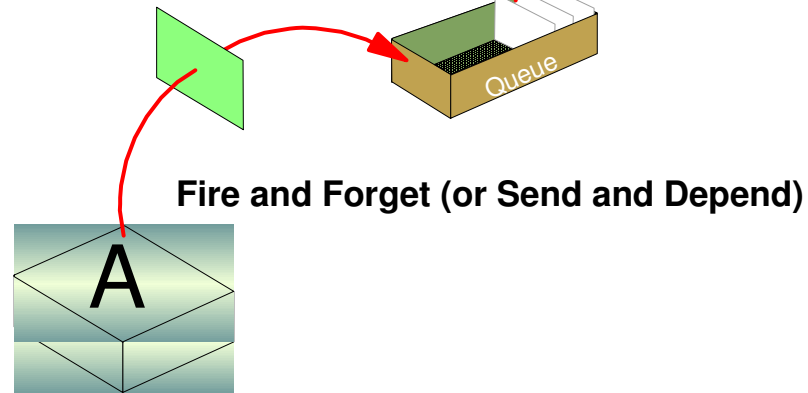 Queue
Fire and Forget (or Send and Depend)
A